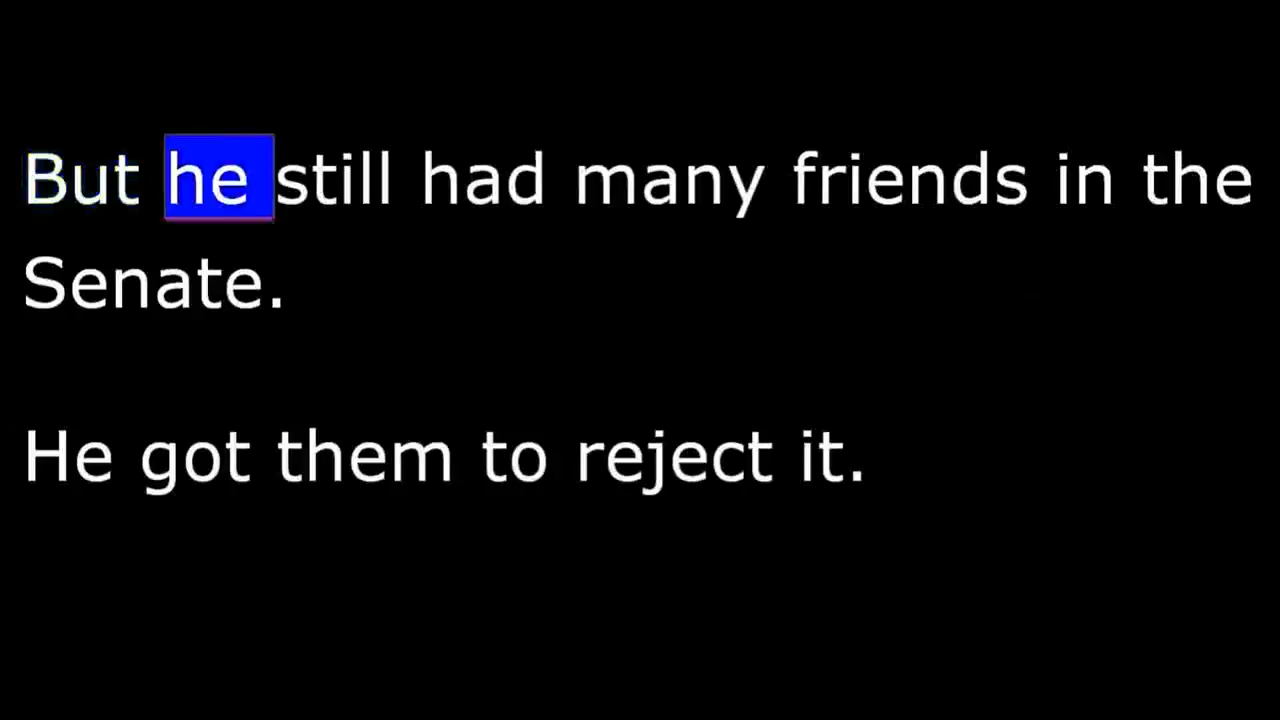 But he still had many friends in the
Senate.
He got them to reject it.